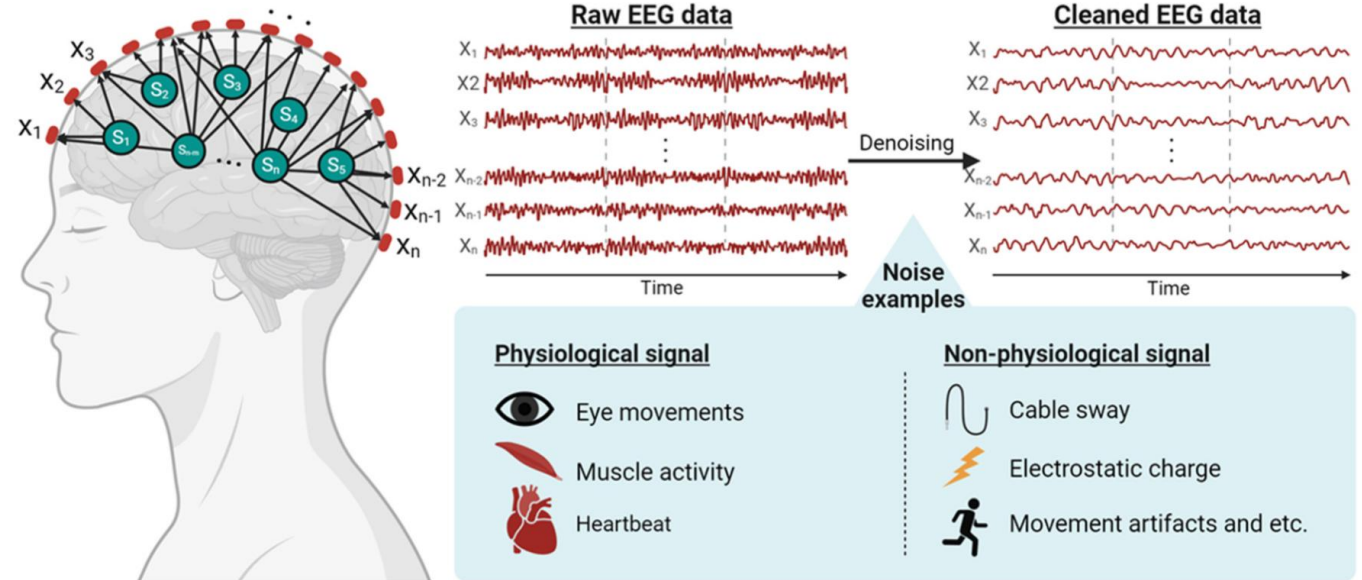 X3
X2
X1
S1
S2
S3
S4
Sn-m
...
Sn
S5
Xn-2
Xn-1
Xn
Raw EEG data
X1
X2
X3
Xn-2
Xn-1
Xn
Time
Denoising
Cleaned EEG data
X1
X2
X3
Xn-2
Xn-1
Xn
Time
Noise
examples
Physiological signal
Eye movements
Muscle activity
Heartbeat
Non-physiological signal
Cable sway
Electrostatic charge
Movement artifacts and etc.